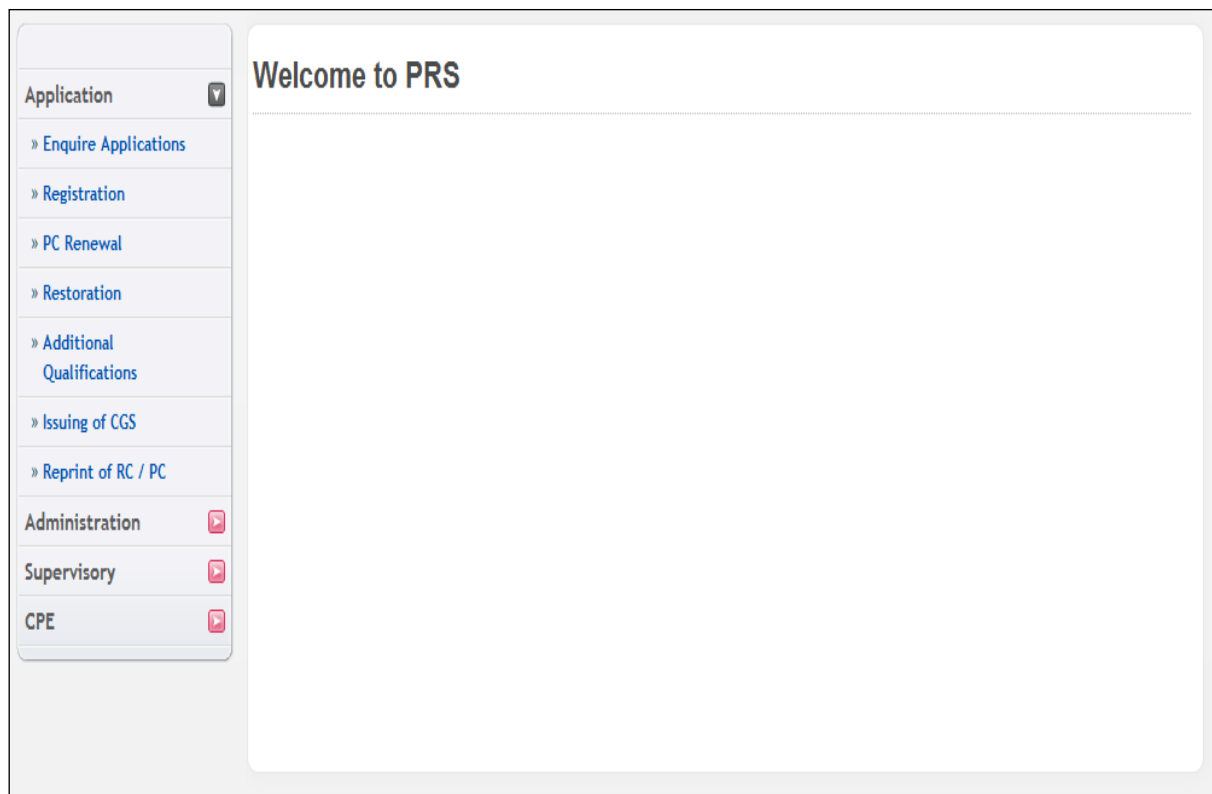 Application
» Enquire Applications
» Registration
» PC Renewal
» Restoration
» Additional
Qualifications
» Issuing of CGS
» Reprint of RC / PC
Administration
Supervisory
CPE
Welcome to PRS